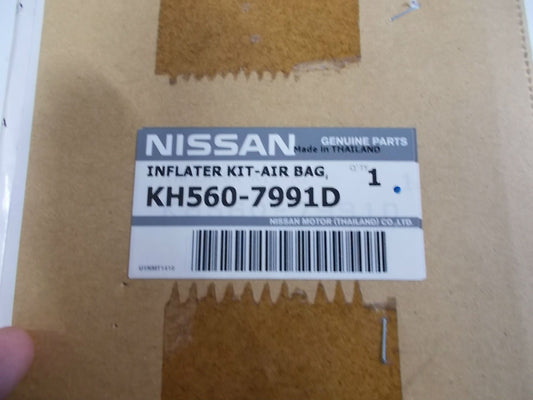 NISSAN GENUINE PARTS
Made in THAILAND
INFLATER KIT-AIR BAG, Q'TY 1
KH560-7991D
NISSAN MOTOR (THAILAND) CO.,LTD.